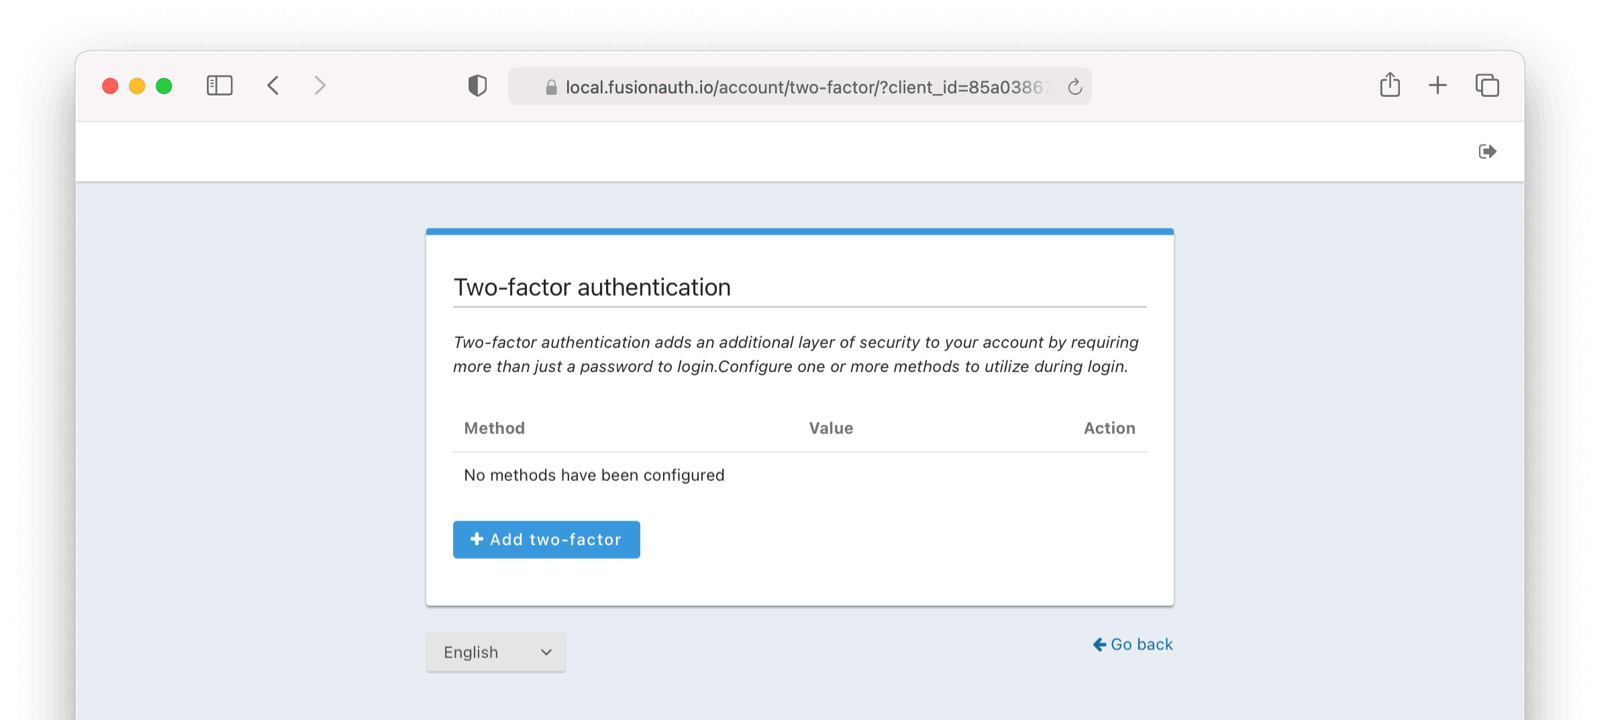 local.fusionauth.io/account/two-factor/?client_id=85a0386
Two-factor authentication
Two-factor authentication adds an additional layer of security to your account by requiring
more than just a password to login.Configure one or more methods to utilize during login.
Method Value Action
No methods have been configured
Add two-factor
English
Go back